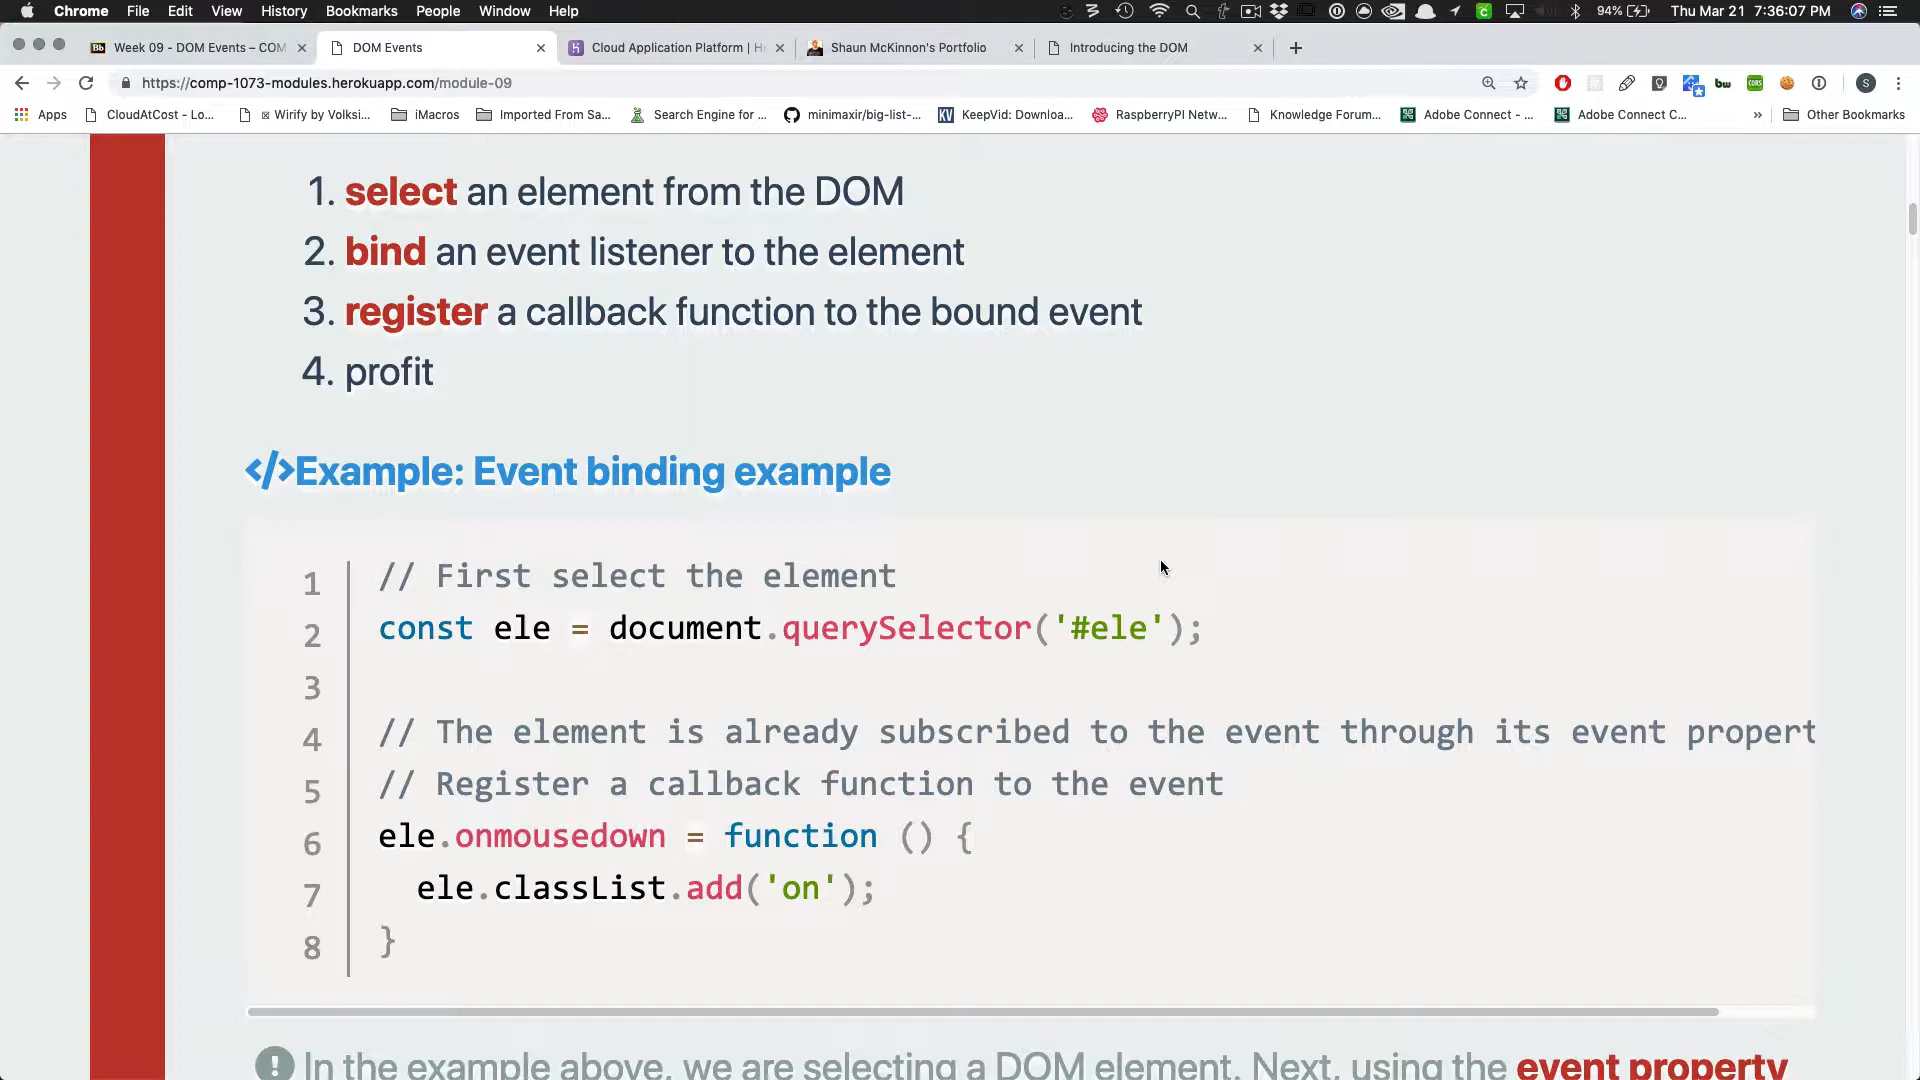 Chrome File Edit View History Bookmarks People Window Help 94% Thu Mar 21 7:36:07 PM
Week 09 - DOM Events – COM DOM Events Cloud Application Platform | H Shaun McKinnon's Portfolio Introducing the DOM
https://comp-1073-modules.herokuapp.com/module-09
Apps CloudAtCost - Lo... Wirify by Volksi... iMacros Imported From Sa... Search Engine for ... minimaxir/big-list-... KeepVid: Downloa... RaspberryPI Netw... Knowledge Forum... Adobe Connect - ... Adobe Connect C... » Other Bookmarks
1. select an element from the DOM
2. bind an event listener to the element
3. register a callback function to the bound event
4. profit
</>Example: Event binding example
1 // First select the element
2 const ele = document.querySelector('#ele');
3
4 // The element is already subscribed to the event through its event propert
5 // Register a callback function to the event
6 ele.onmousedown = function () {
7 ele.classList.add('on');
8 }
In the example above, we are selecting a DOM element. Next, using the event property